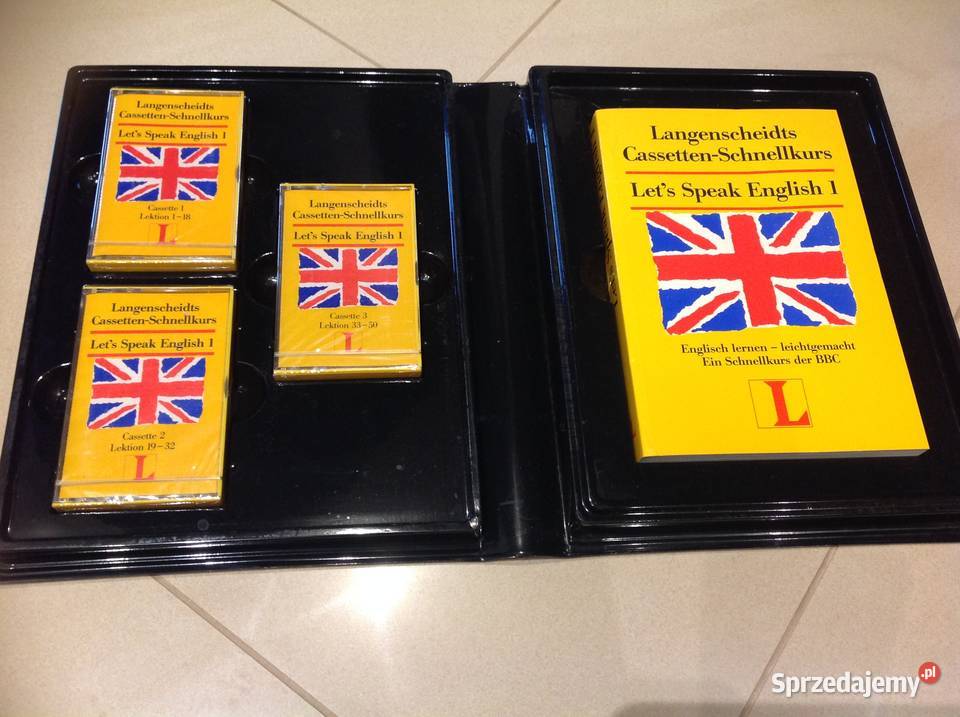 Langenscheidts
Cassetten-Schnellkurs
Let's Speak English 1
Cassette 1
Lektion 1–18
L
Langenscheidts
Cassetten-Schnellkurs
Let's Speak English 1
Cassette 2
Lektion 19–32
L
Langenscheidts
Cassetten-Schnellkurs
Let's Speak English 1
Cassette 3
Lektion 33–50
L
Langenscheidts
Cassetten-Schnellkurs
Let's Speak English 1
Englisch lernen – leichtgemacht
Ein Schnellkurs der BBC
L
Sprzedajemy.pl